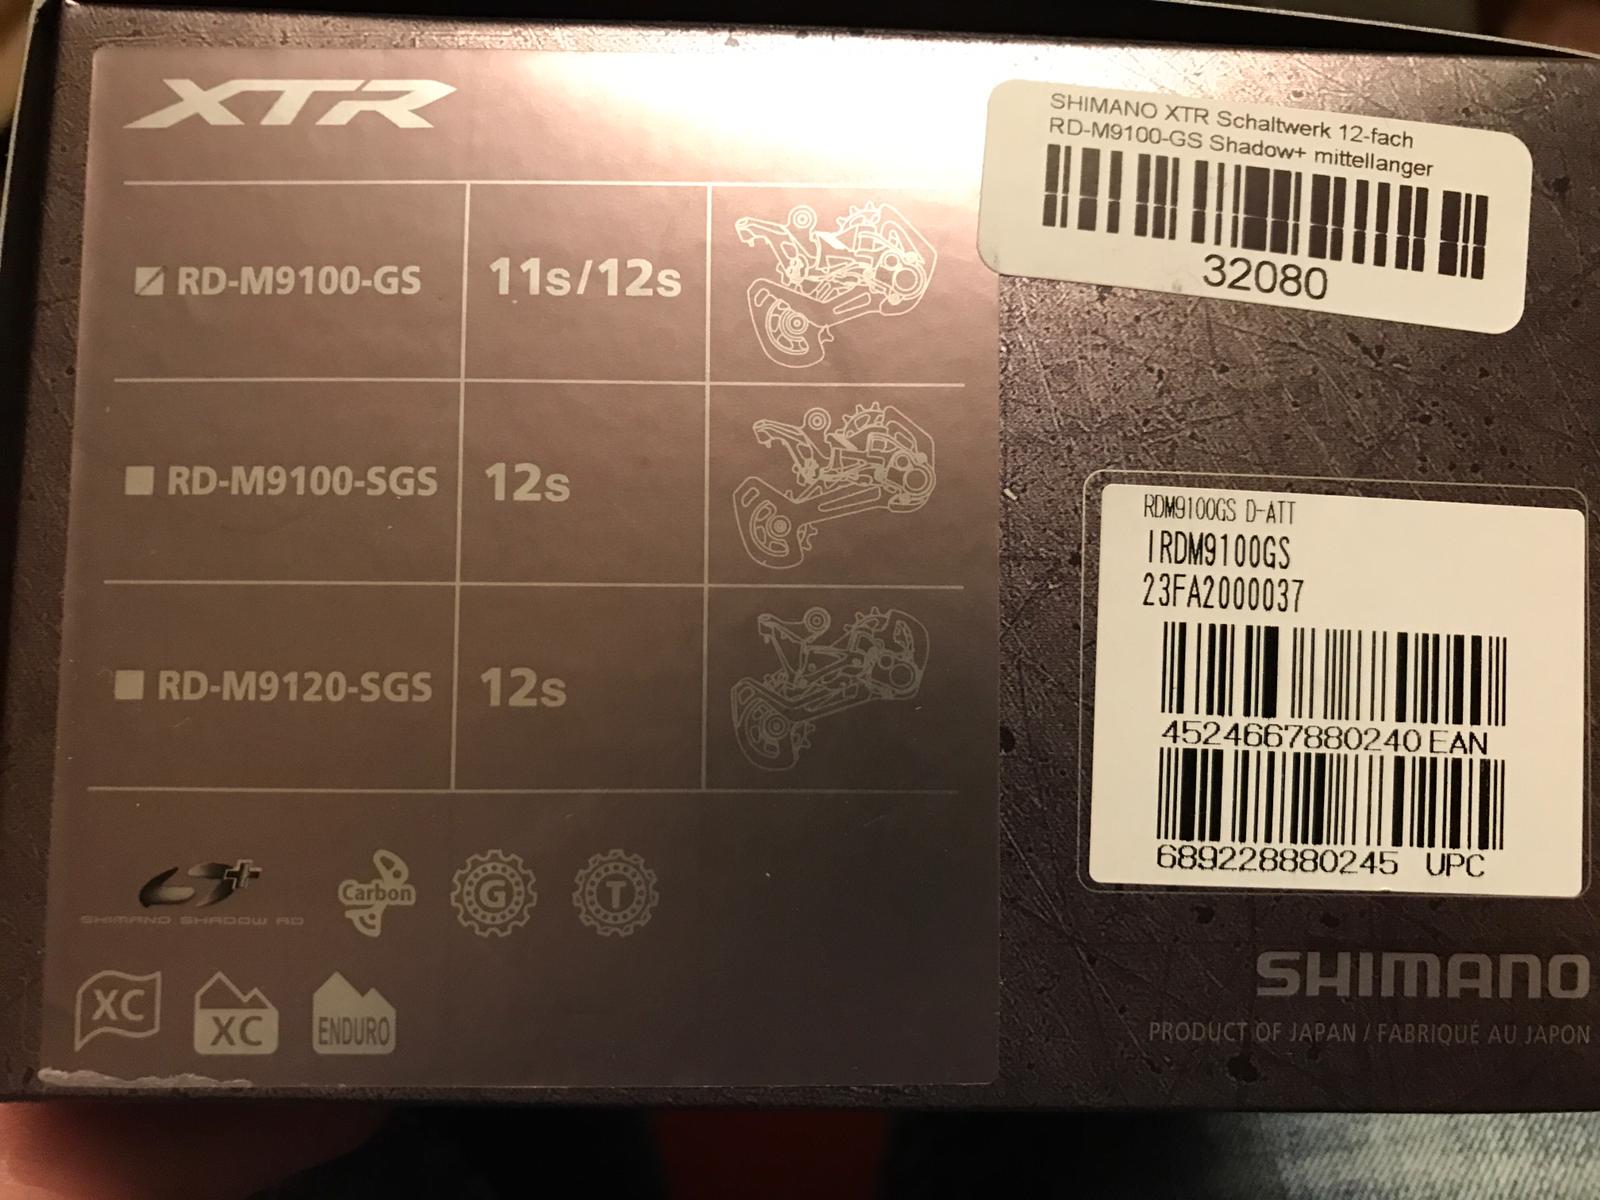 XTR
SHIMANO XTR Schaltwerk 12-fach
RD-M9100-GS Shadow+ mittellanger
32080
RD-M9100-GS 11s/12s
RD-M9100-SGS 12s
RD-M9120-SGS 12s
RDM9100GS D-ATT
IRDM9100GS
23FA2000037
4524667880240 EAN
689228880245 UPC
SHIMANO SHADOW RD
Carbon
G
T
XC
XC
ENDURO
SHIMANO
PRODUCT OF JAPAN / FABRIQUÉ AU JAPON